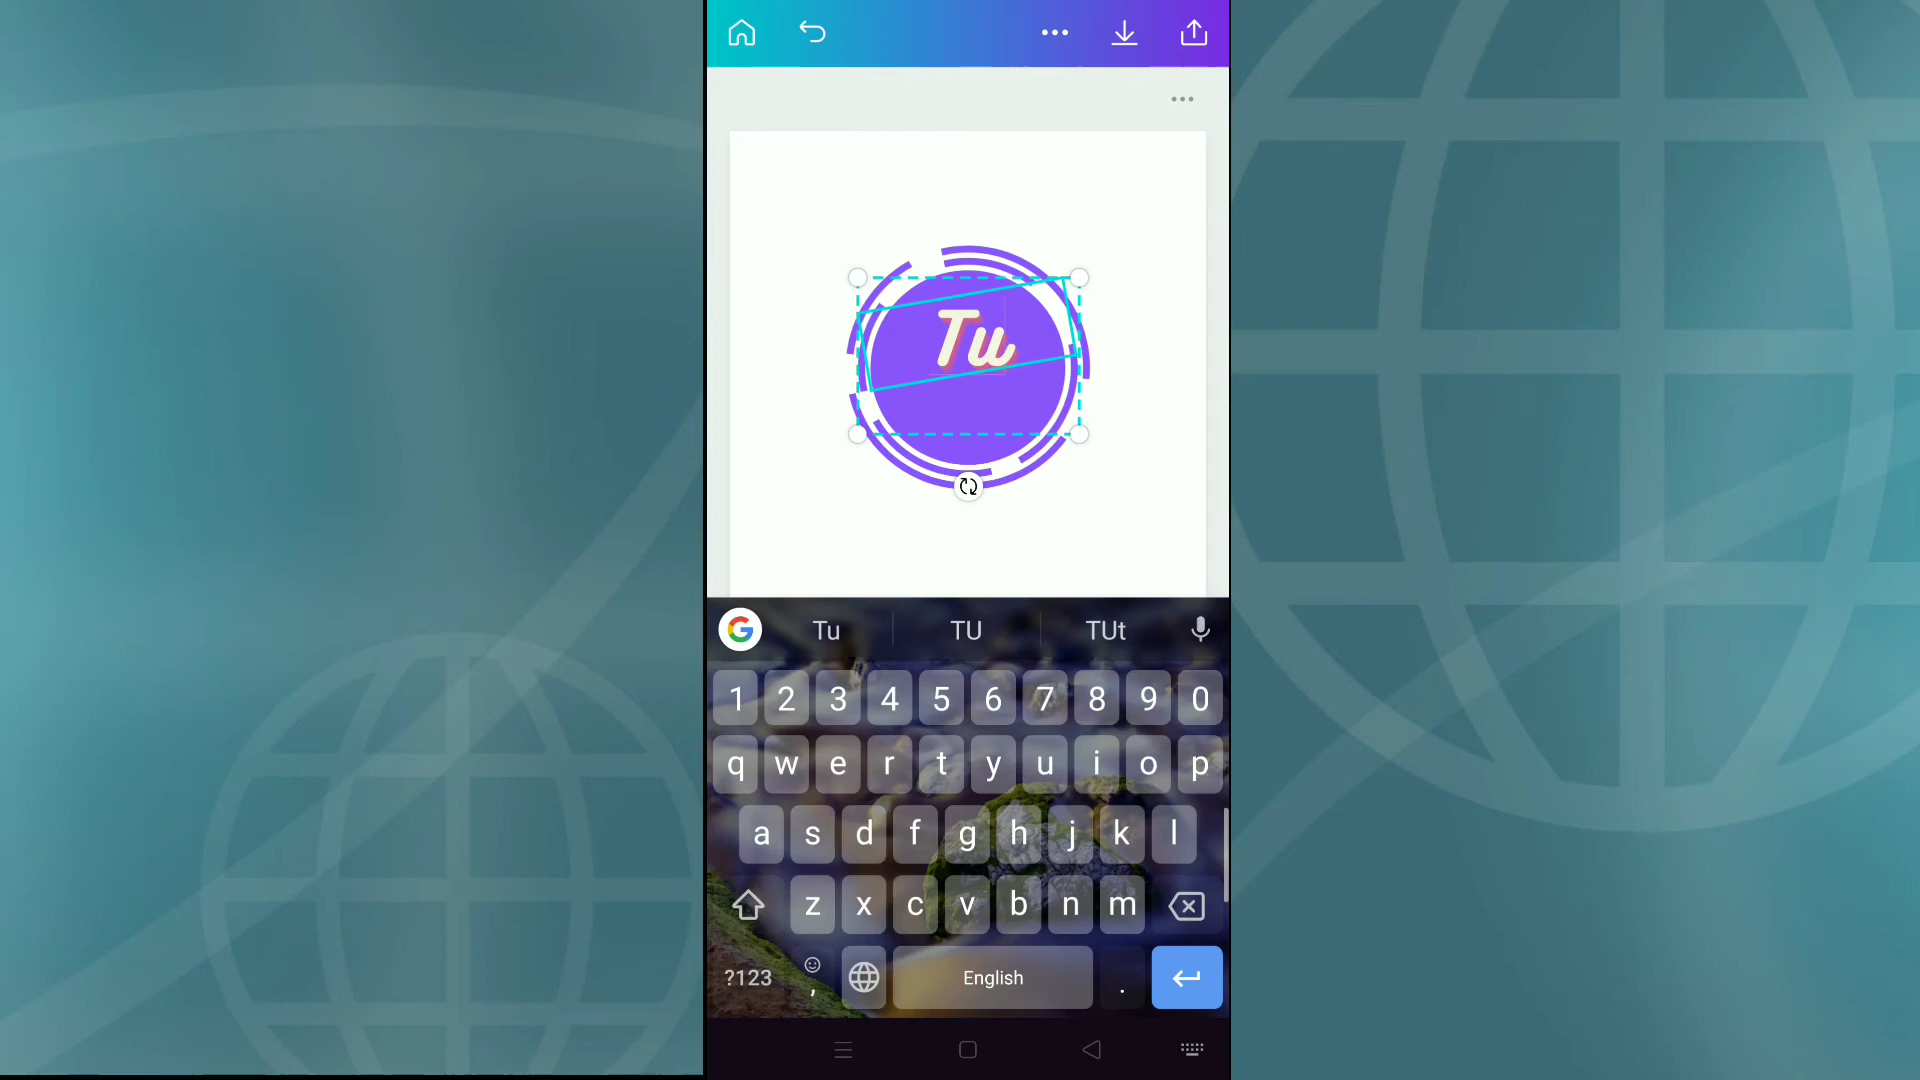 Tu
Tu TU TUt
1 2 3 4 5 6 7 8 9 0
q w e r t y u i o p
a s d f g h j k l
z x c v b n m
?123 , English .